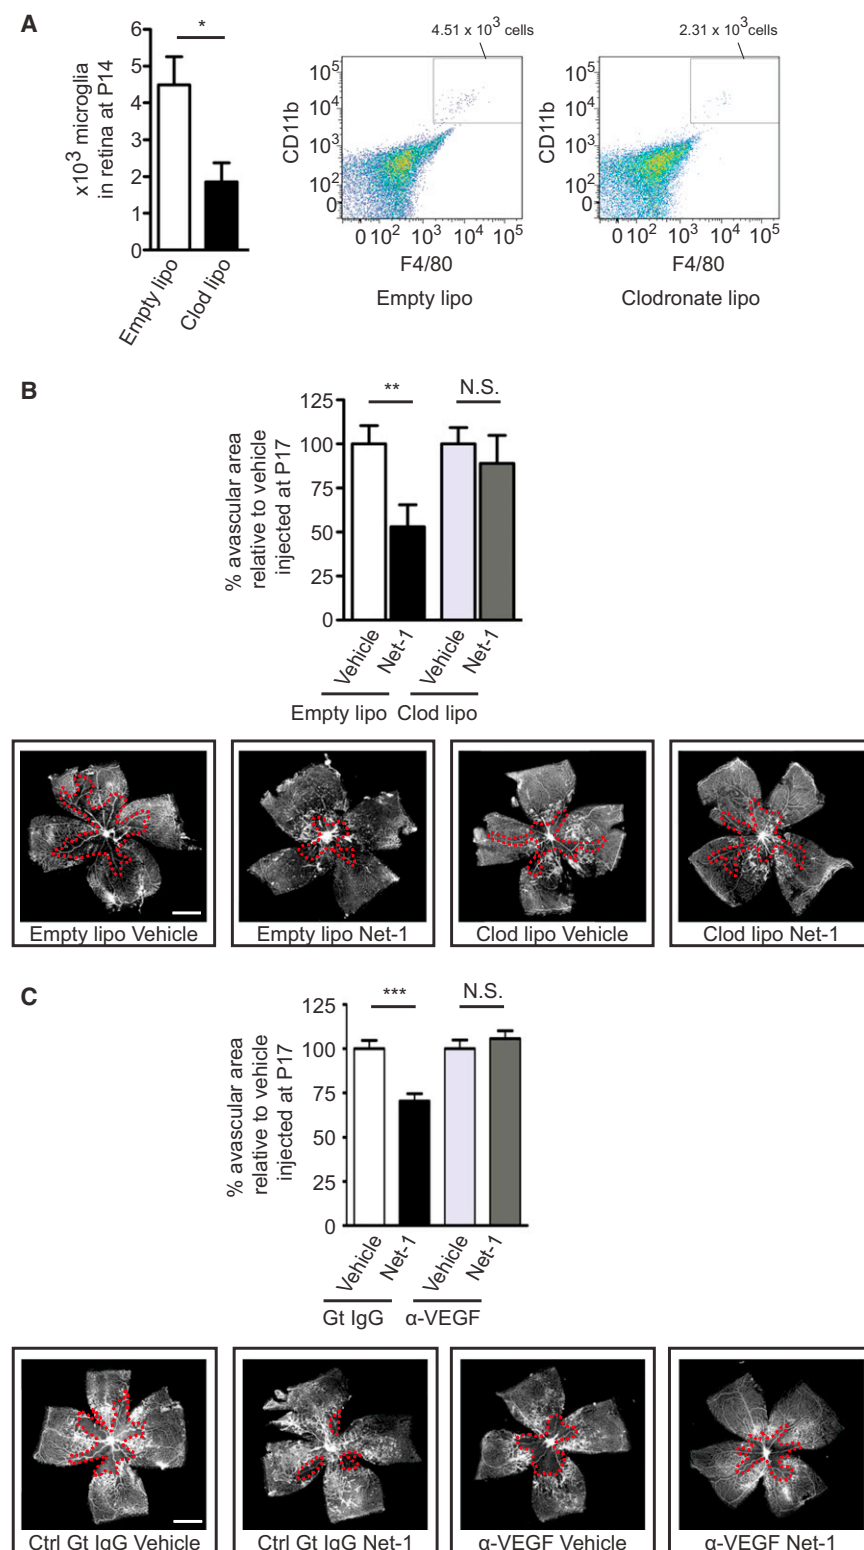 A
6
5
4
3
2
1
0
x10³ microglia
in retina at P14
*
Empty lipo
Clod lipo
4.51 x 10³ cells
10⁵
10⁴
10³
10²
0
CD11b
0 10² 10³ 10⁴ 10⁵
F4/80
Empty lipo
2.31 x 10³cells
10⁵
10⁴
10³
10²
0
CD11b
0 10² 10³ 10⁴ 10⁵
F4/80
Clodronate lipo
B
125
100
75
50
25
0
% avascular area
relative to vehicle
injected at P17
**
N.S.
Vehicle
Net-1
Vehicle
Net-1
Empty lipo
Clod lipo
Empty lipo Vehicle
Empty lipo Net-1
Clod lipo Vehicle
Clod lipo Net-1
C
125
100
75
50
25
0
% avascular area
relative to vehicle
injected at P17
***
N.S.
Vehicle
Net-1
Vehicle
Net-1
Gt IgG
α-VEGF
Ctrl Gt IgG Vehicle
Ctrl Gt IgG Net-1
α-VEGF Vehicle
α-VEGF Net-1